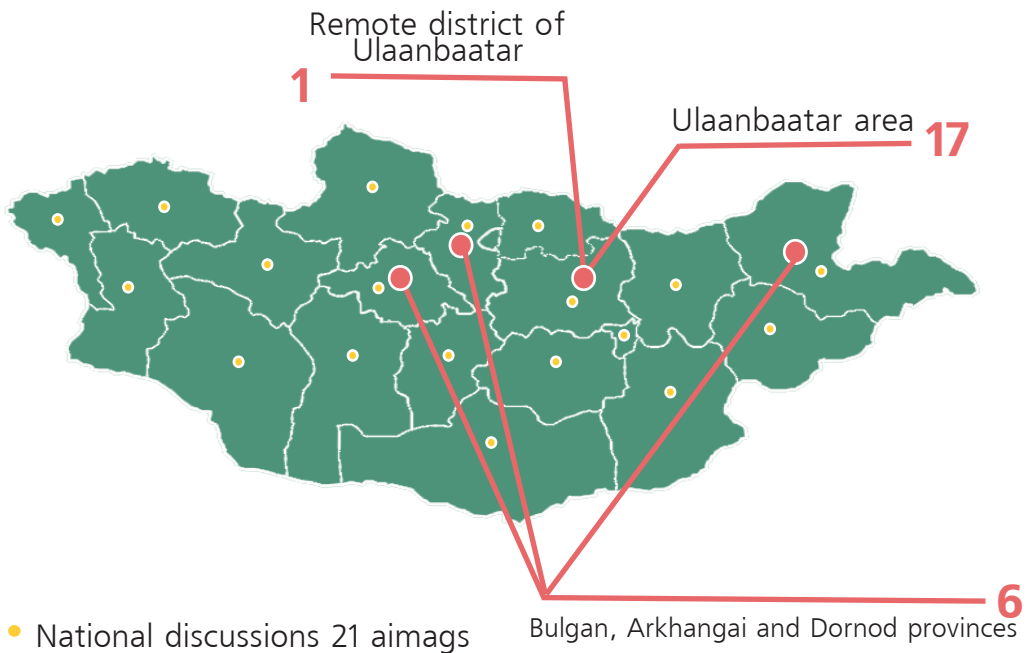 Remote district of
Ulaanbaatar
1
Ulaanbaatar area
17
6
Bulgan, Arkhangai and Dornod provinces
National discussions 21 aimags